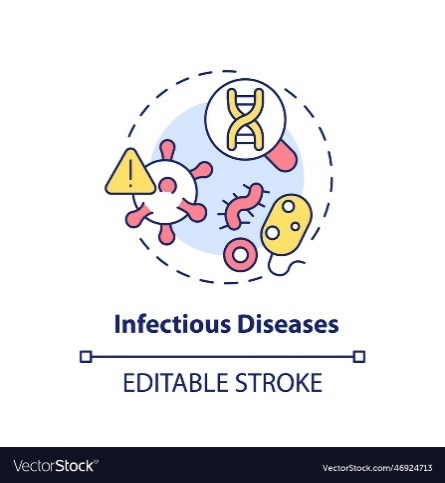 Infectious Diseases
EDITABLE STROKE
VectorStock® VectorStock.com/46924713